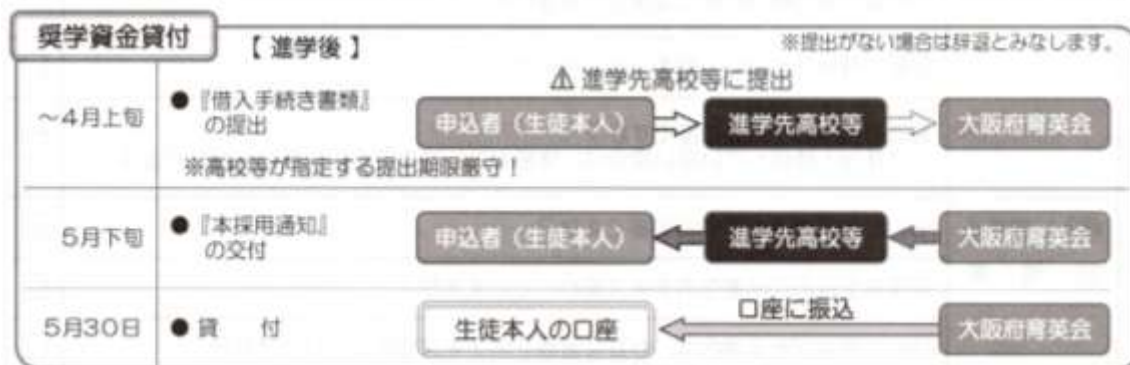 奨学資金貸付
【 進学後 】
※提出がない場合は辞退とみなします。
～4月上旬
● 『借入手続き書類』
の提出
⚠ 進学先高校等に提出
申込者（生徒本人）
進学先高校等
大阪府育英会
※高校等が指定する提出期限厳守！
5月下旬
● 『本採用通知』
の交付
申込者（生徒本人）
進学先高校等
大阪府育英会
5月30日
● 貸　付
生徒本人の口座
口座に振込
大阪府育英会